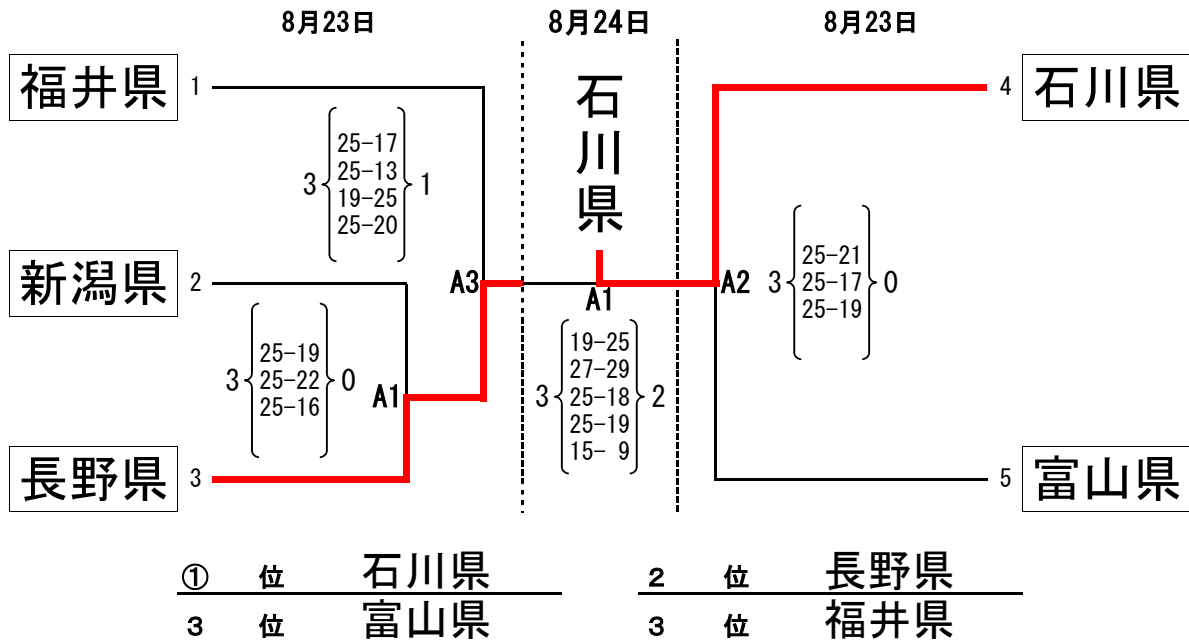 8月23日
8月24日
8月23日
福井県 1
25-17
25-13
3 19-25 1
25-20
新潟県 2
25-19
3 25-22 0
25-16
長野県 3
A1
A3
石川県
A1
19-25
27-29
3 25-18 2
25-19
15- 9
A2
25-21
3 25-17 0
25-19
4 石川県
5 富山県
① 位 石川県
2 位 長野県
3 位 富山県
3 位 福井県